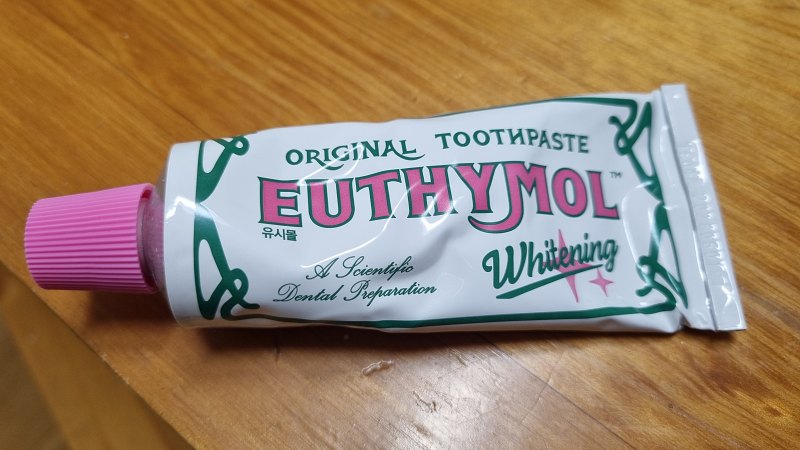 ORIGINAL TOOTHPASTE
EUTHYMOL™
유시몰
A Scientific
Dental Preparation
Whitening